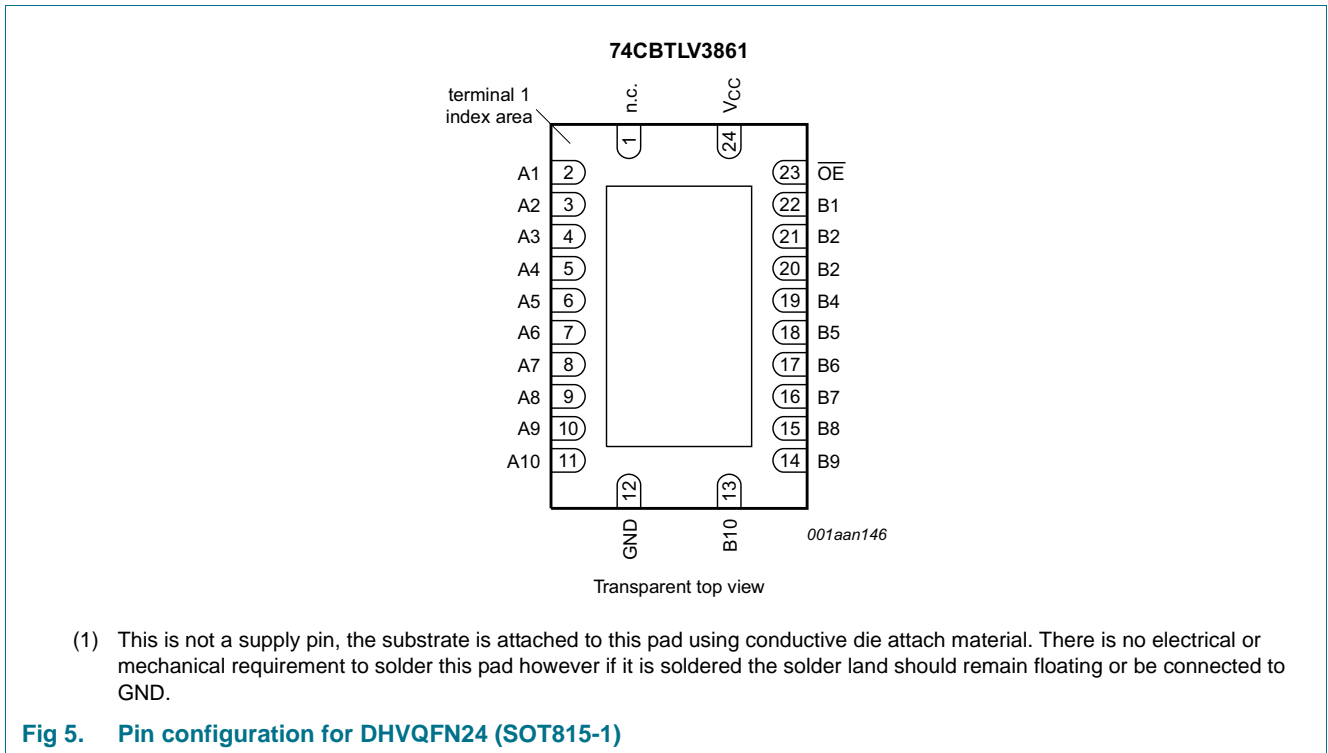 74CBTLV3861
terminal 1
index area
n.c.
VCC
1
24
A1 2 23 OE
A2 3 22 B1
A3 4 21 B2
A4 5 20 B2
A5 6 19 B4
A6 7 18 B5
A7 8 17 B6
A8 9 16 B7
A9 10 15 B8
A10 11 14 B9
12
13
GND
B10
001aan146
Transparent top view
(1) This is not a supply pin, the substrate is attached to this pad using conductive die attach material. There is no electrical or
mechanical requirement to solder this pad however if it is soldered the solder land should remain floating or be connected to
GND.
Fig 5. Pin configuration for DHVQFN24 (SOT815-1)